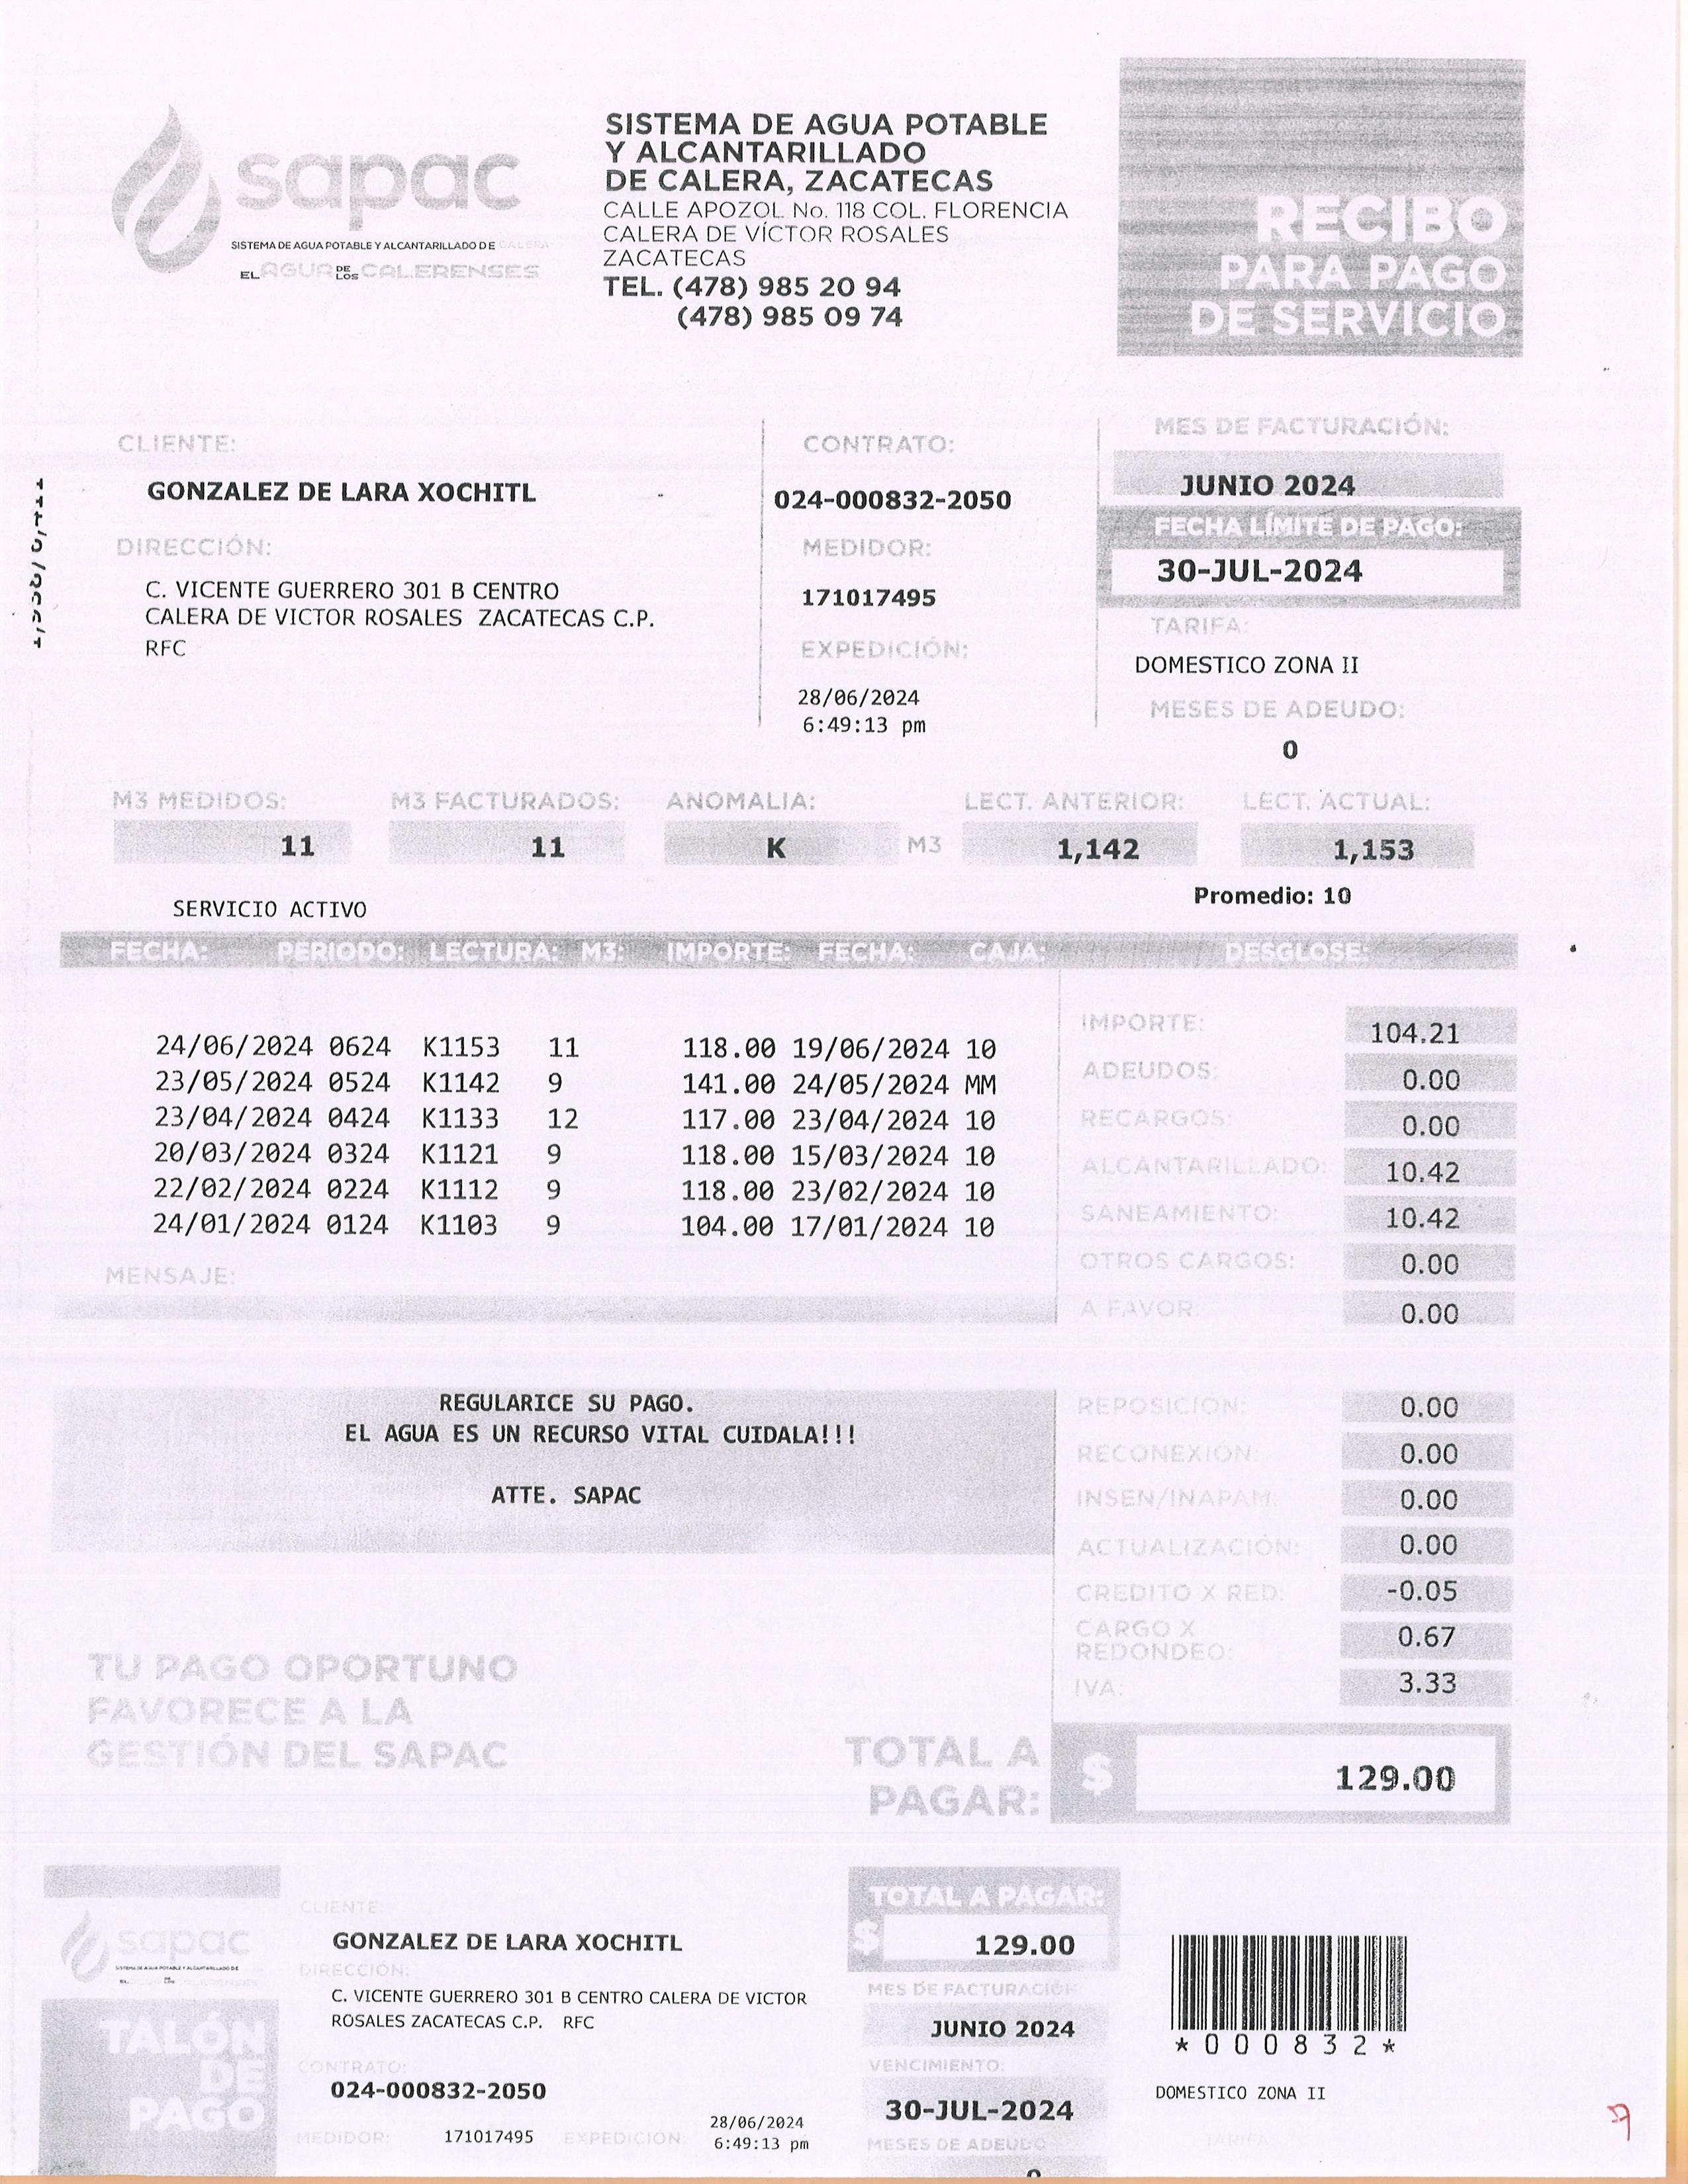 sapac
SISTEMA DE AGUA POTABLE Y ALCANTARILLADO DE CALERA
EL AGUA DE LOS CALERENSES
SISTEMA DE AGUA POTABLE
Y ALCANTARILLADO
DE CALERA, ZACATECAS
CALLE APOZOL No. 118 COL. FLORENCIA
CALERA DE VÍCTOR ROSALES
ZACATECAS
TEL. (478) 985 20 94
(478) 985 09 74
RECIBO
PARA PAGO
DE SERVICIO
CLIENTE:
GONZALEZ DE LARA XOCHITL
DIRECCIÓN:
C. VICENTE GUERRERO 301 B CENTRO
CALERA DE VICTOR ROSALES ZACATECAS C.P.
RFC
CONTRATO:
024-000832-2050
MEDIDOR:
171017495
EXPEDICIÓN:
28/06/2024
6:49:13 pm
MES DE FACTURACIÓN:
JUNIO 2024
FECHA LÍMITE DE PAGO:
30-JUL-2024
TARIFA:
DOMESTICO ZONA II
MESES DE ADEUDO:
0
M3 MEDIDOS: M3 FACTURADOS: ANOMALIA: LECT. ANTERIOR: LECT. ACTUAL:
11 11 K M3 1,142 1,153
Promedio: 10
SERVICIO ACTIVO
FECHA: PERIODO: LECTURA: M3: IMPORTE: FECHA: CAJA: DESGLOSE:
24/06/2024 0624 K1153 11 118.00 19/06/2024 10
23/05/2024 0524 K1142 9 141.00 24/05/2024 MM
23/04/2024 0424 K1133 12 117.00 23/04/2024 10
20/03/2024 0324 K1121 9 118.00 15/03/2024 10
22/02/2024 0224 K1112 9 118.00 23/02/2024 10
24/01/2024 0124 K1103 9 104.00 17/01/2024 10
MENSAJE:
REGULARICE SU PAGO.
EL AGUA ES UN RECURSO VITAL CUIDALA!!!
ATTE. SAPAC
IMPORTE: 104.21
ADEUDOS: 0.00
RECARGOS: 0.00
ALCANTARILLADO: 10.42
SANEAMIENTO: 10.42
OTROS CARGOS: 0.00
A FAVOR: 0.00
REPOSICION: 0.00
RECONEXION: 0.00
INSEN/INAPAM 0.00
ACTUALIZACIÓN: 0.00
CREDITO X RED: -0.05
CARGO X
REDONDEO: 0.67
IVA: 3.33
TU PAGO OPORTUNO
FAVORECE A LA
GESTIÓN DEL SAPAC
TOTAL A
PAGAR: $ 129.00
sapac
TALÓN
DE
PAGO
CLIENTE
GONZALEZ DE LARA XOCHITL
DIRECCIÓN:
C. VICENTE GUERRERO 301 B CENTRO CALERA DE VICTOR
ROSALES ZACATECAS C.P. RFC
CONTRATO:
024-000832-2050
MEDIDOR: 171017495 EXPEDICIÓN: 28/06/2024
6:49:13 pm
TOTAL A PAGAR:
$ 129.00
MES DE FACTURACIÓN
JUNIO 2024
VENCIMIENTO:
30-JUL-2024
MESES DE ADEUDO
0
*000832*
DOMESTICO ZONA II
TARIFA